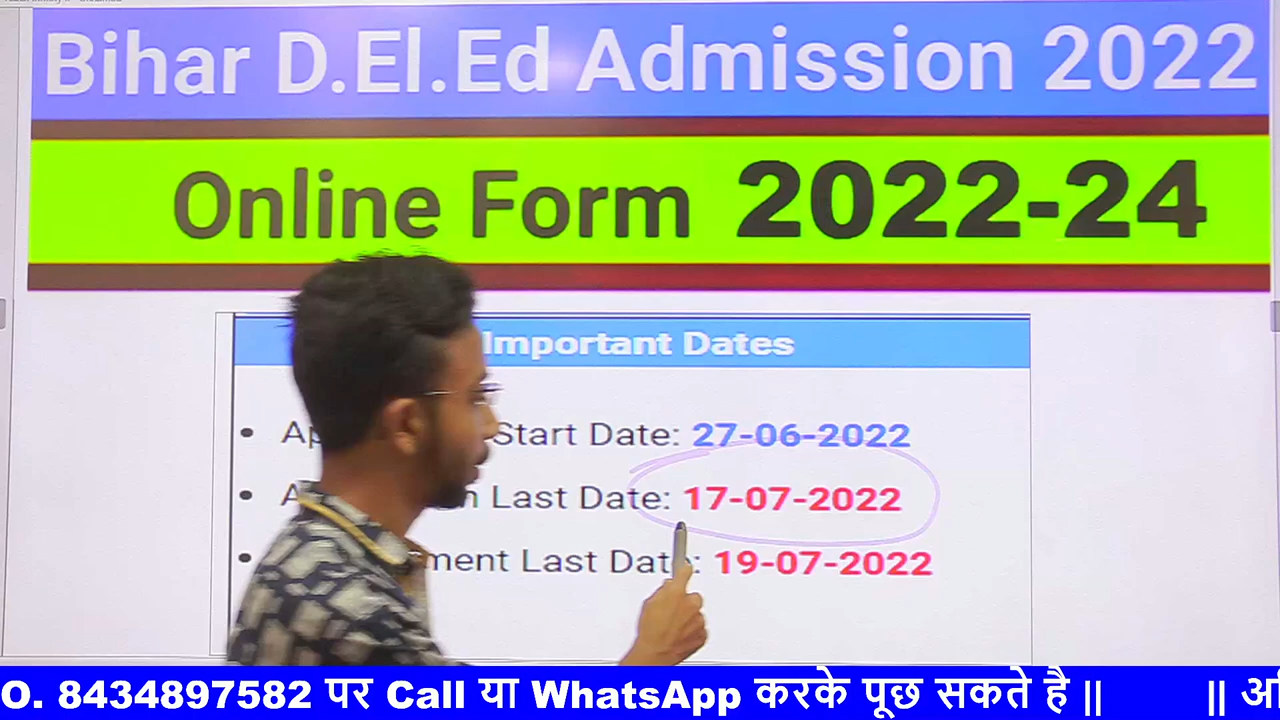 Bihar D.El.Ed Admission 2022
Online Form 2022-24
Important Dates
Start Date: 27-06-2022
Last Date: 17-07-2022
Last Date: 19-07-2022
O. 8434897582 पर Call या WhatsApp करके पूछ सकते है || ||